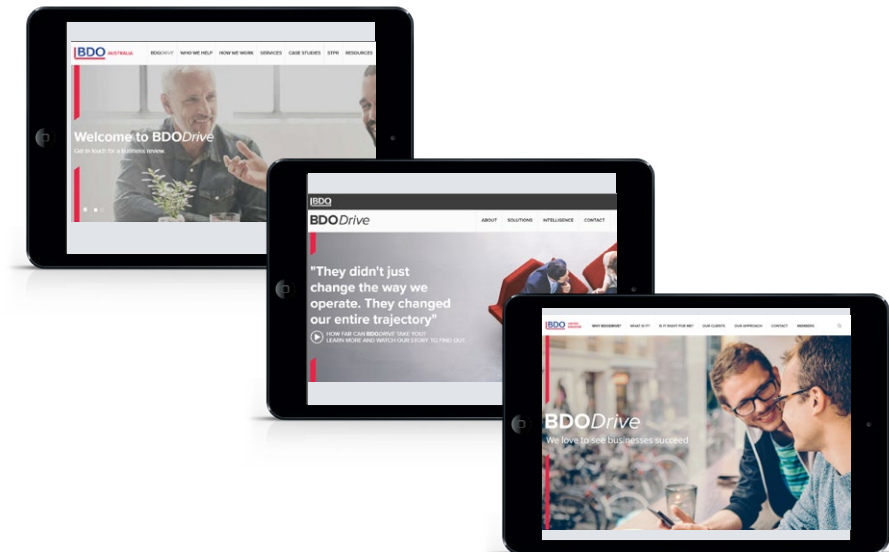 BDO AUSTRALIA
BDODRIVE WHO WE HELP HOW WE WORK SERVICES CASE STUDIES STPR RESOURCES
Welcome to BDODrive
Get in touch for a business review.
BDO
BDODrive
ABOUT SOLUTIONS INTELLIGENCE CONTACT
"They didn't just
change the way we
operate. They changed
our entire trajectory"
HOW FAR CAN BDODRIVE TAKE YOU?
LEARN MORE AND WATCH OUR STORY TO FIND OUT.
BDO UNITED
KINGDOM
WHY BDODRIVE? WHAT IS IT? IS IT RIGHT FOR ME? OUR CLIENTS OUR APPROACH CONTACT MEMBERS
BDODrive
We love to see businesses succeed